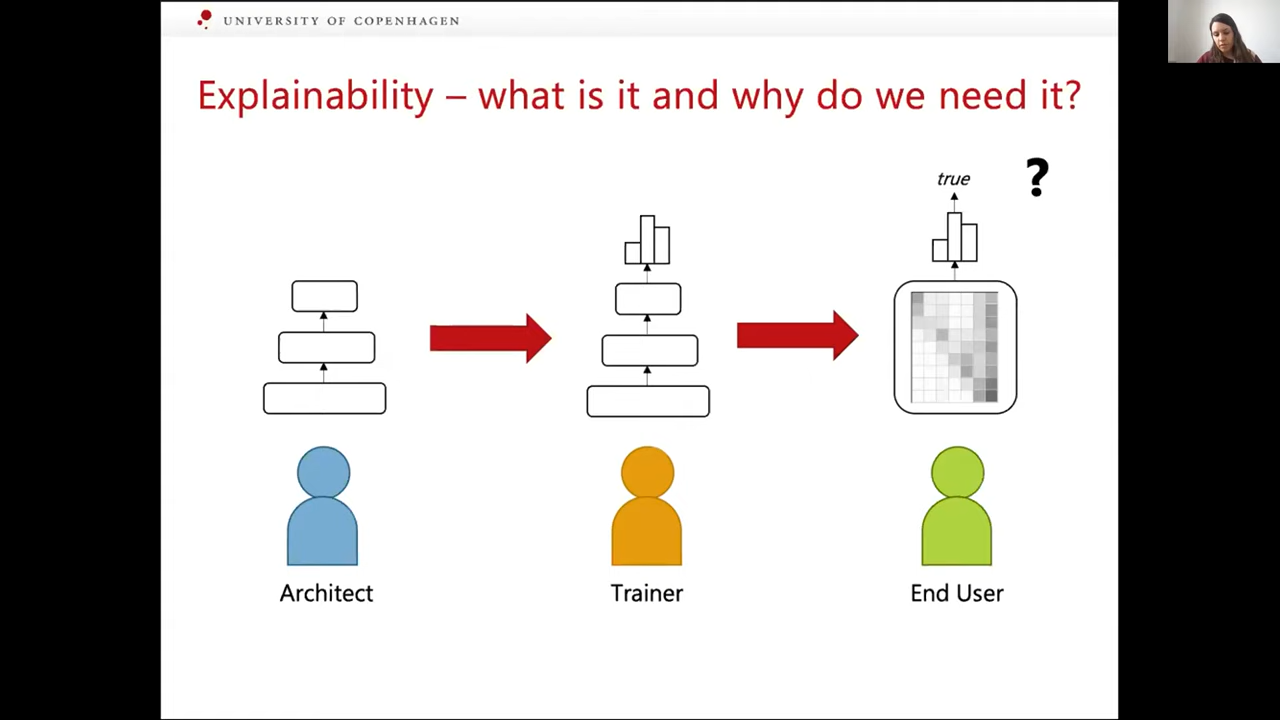 UNIVERSITY OF COPENHAGEN
Explainability – what is it and why do we need it?
true
?
Architect
Trainer
End User